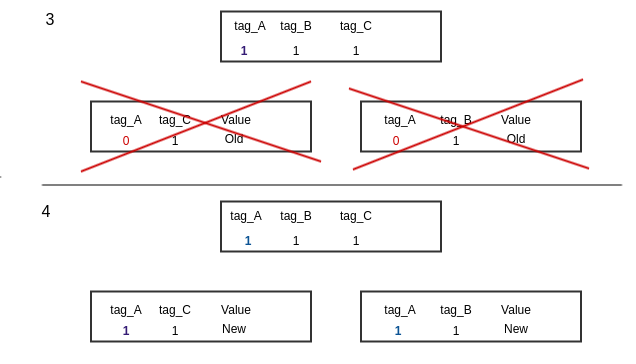 3
tag_A tag_B tag_C
1 1 1
tag_A tag_C Value
0 1 Old
tag_A tag_B Value
0 1 Old
4
tag_A tag_B tag_C
1 1 1
tag_A tag_C Value
1 1 New
tag_A tag_B Value
1 1 New